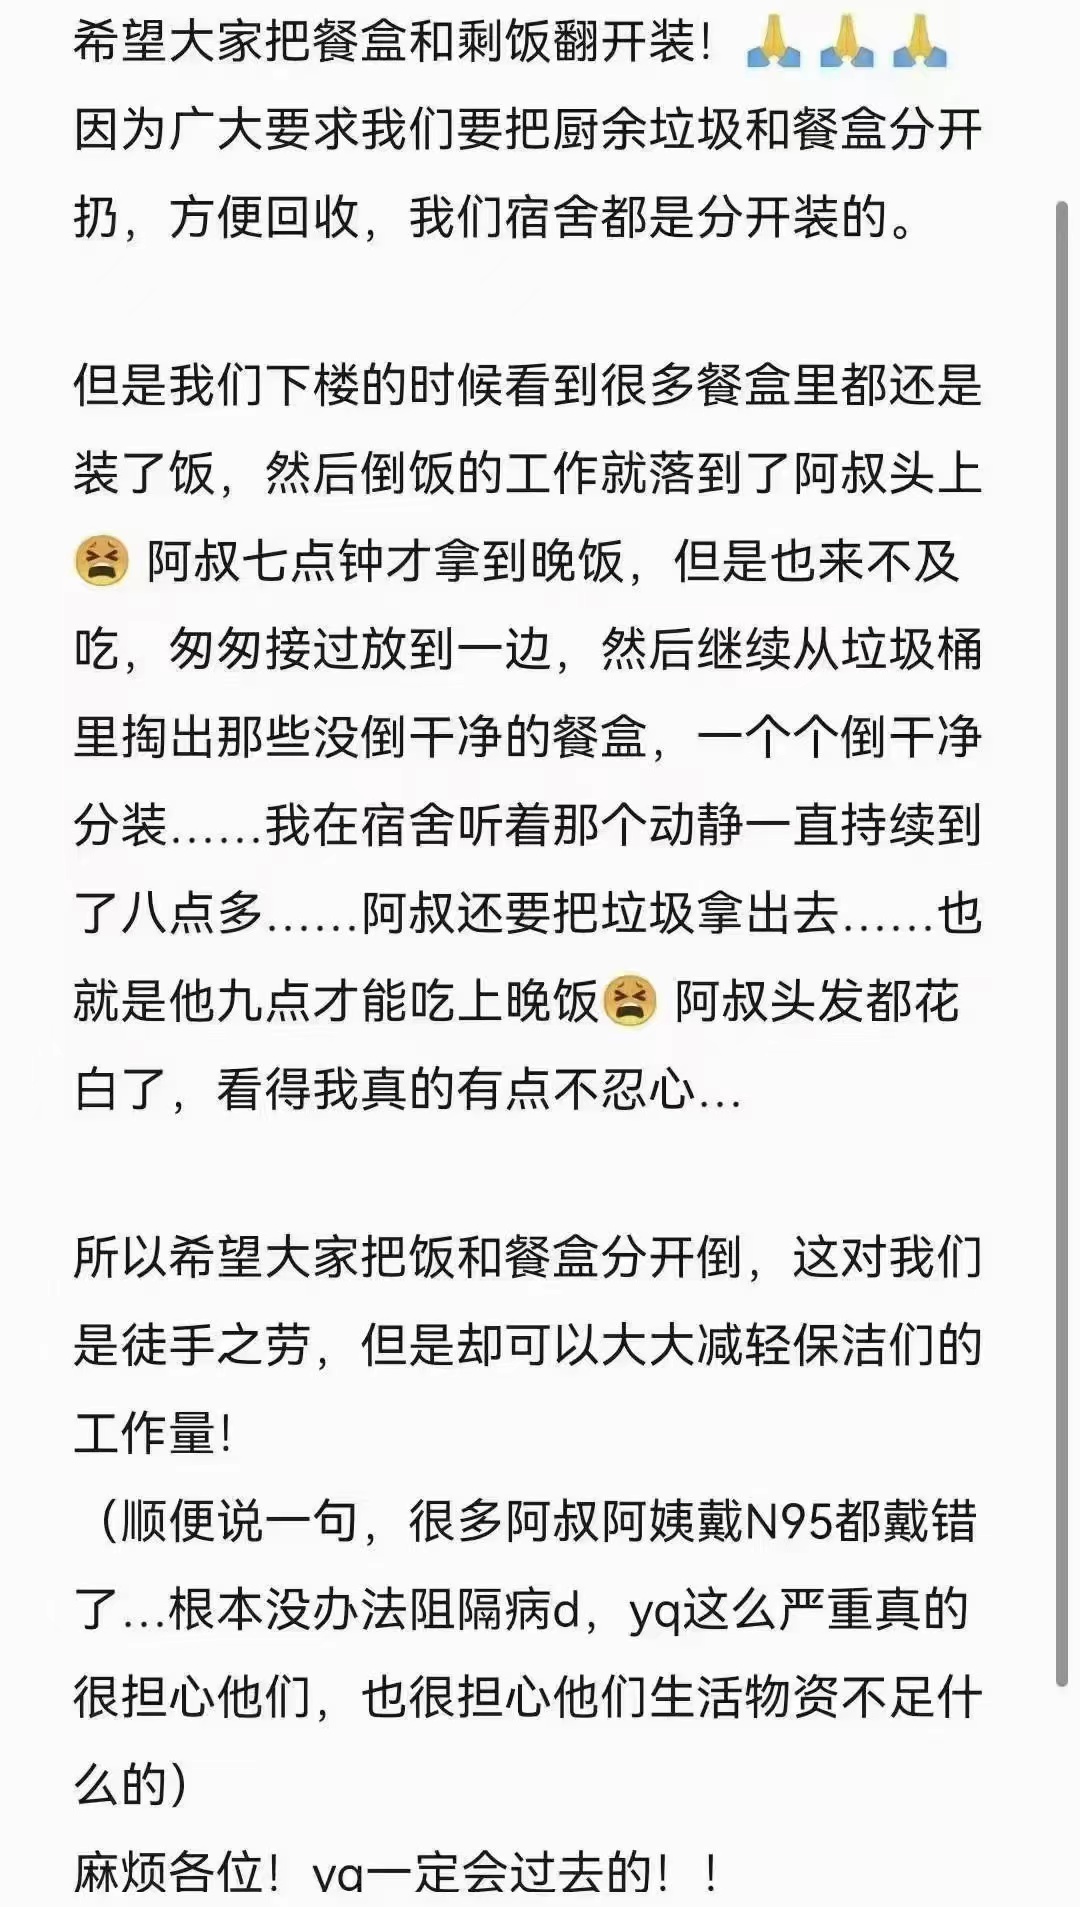 希望大家把餐盒和剩饭翻开装！🙏🙏🙏
因为广大要求我们要把厨余垃圾和餐盒分开
扔，方便回收，我们宿舍都是分开装的。
但是我们下楼的时候看到很多餐盒里都还是
装了饭，然后倒饭的工作就落到了阿叔头上
😫 阿叔七点钟才拿到晚饭，但是也来不及
吃，匆匆接过放到一边，然后继续从垃圾桶
里掏出那些没倒干净的餐盒，一个个倒干净
分装……我在宿舍听着那个动静一直持续到
了八点多……阿叔还要把垃圾拿出去……也
就是他九点才能吃上晚饭😫 阿叔头发都花
白了，看得我真的有点不忍心…
所以希望大家把饭和餐盒分开倒，这对我们
是徒手之劳，但是却可以大大减轻保洁们的
工作量！
（顺便说一句，很多阿叔阿姨戴N95都戴错
了…根本没办法阻隔病d，yq这么严重真的
很担心他们，也很担心他们生活物资不足什
么的）
麻烦各位！yq一定会过去的！！